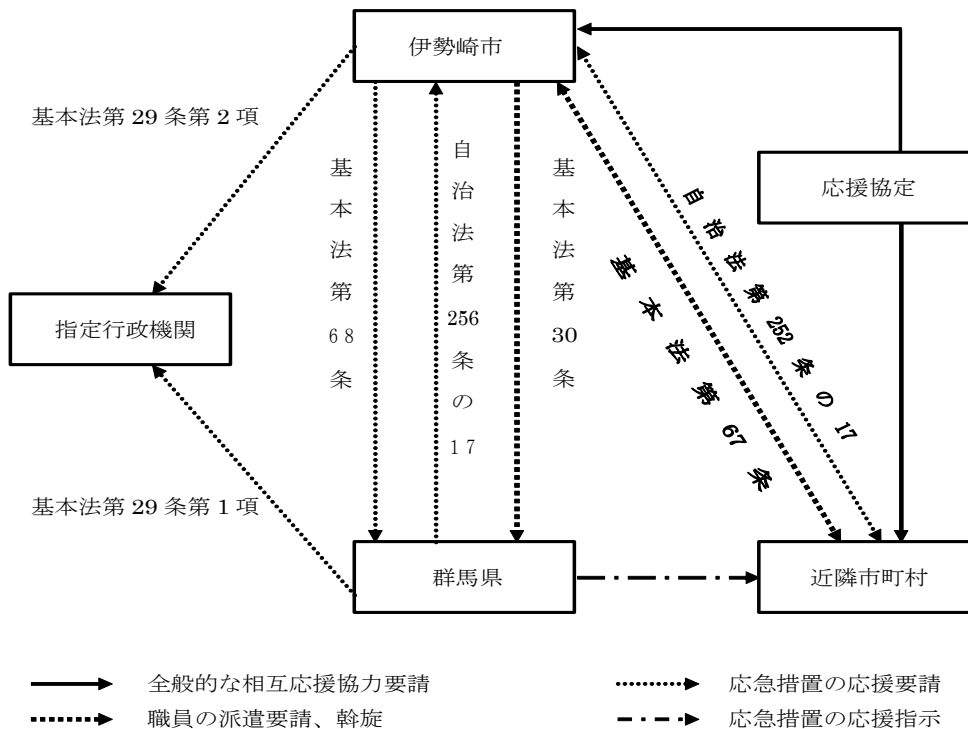 伊勢崎市
基本法第 29 条第 2 項
応援協定
基本法第68条
自治法第256条の17
基本法第30条
自治法第252条の17
基本法第67条
指定行政機関
基本法第 29 条第 1 項
群馬県
近隣市町村
全般的な相互応援協力要請
応急措置の応援要請
職員の派遣要請、斡旋
応急措置の応援指示